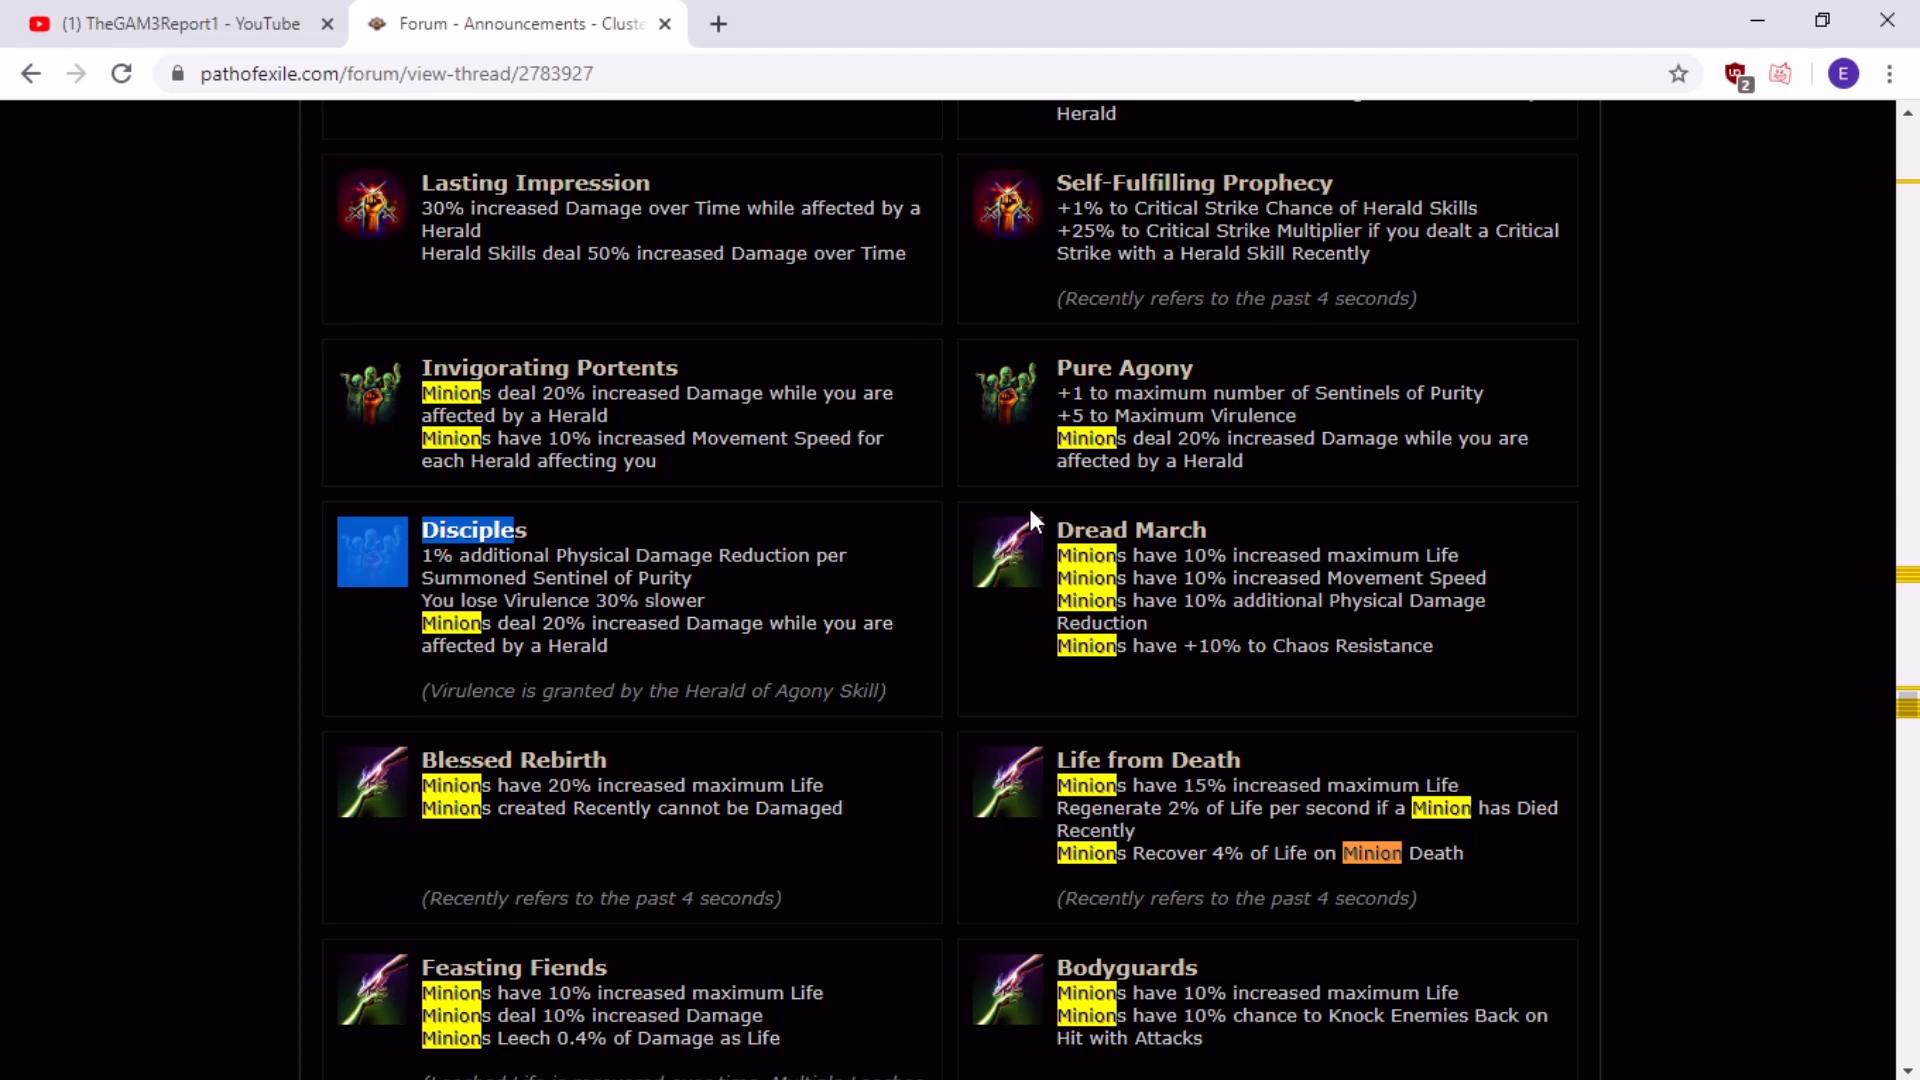 (1) TheGAM3Report1 - YouTube
Forum - Announcements - Cluste
pathofexile.com/forum/view-thread/2783927
2
E
Herald
Lasting Impression
30% increased Damage over Time while affected by a
Herald
Herald Skills deal 50% increased Damage over Time
Self-Fulfilling Prophecy
+1% to Critical Strike Chance of Herald Skills
+25% to Critical Strike Multiplier if you dealt a Critical
Strike with a Herald Skill Recently
(Recently refers to the past 4 seconds)
Invigorating Portents
Minions deal 20% increased Damage while you are
affected by a Herald
Minions have 10% increased Movement Speed for
each Herald affecting you
Pure Agony
+1 to maximum number of Sentinels of Purity
+5 to Maximum Virulence
Minions deal 20% increased Damage while you are
affected by a Herald
Disciples
1% additional Physical Damage Reduction per
Summoned Sentinel of Purity
You lose Virulence 30% slower
Minions deal 20% increased Damage while you are
affected by a Herald
(Virulence is granted by the Herald of Agony Skill)
Dread March
Minions have 10% increased maximum Life
Minions have 10% increased Movement Speed
Minions have 10% additional Physical Damage
Reduction
Minions have +10% to Chaos Resistance
Blessed Rebirth
Minions have 20% increased maximum Life
Minions created Recently cannot be Damaged
(Recently refers to the past 4 seconds)
Life from Death
Minions have 15% increased maximum Life
Regenerate 2% of Life per second if a Minion has Died
Recently
Minions Recover 4% of Life on Minion Death
(Recently refers to the past 4 seconds)
Feasting Fiends
Minions have 10% increased maximum Life
Minions deal 10% increased Damage
Minions Leech 0.4% of Damage as Life
Bodyguards
Minions have 10% increased maximum Life
Minions have 10% chance to Knock Enemies Back on
Hit with Attacks